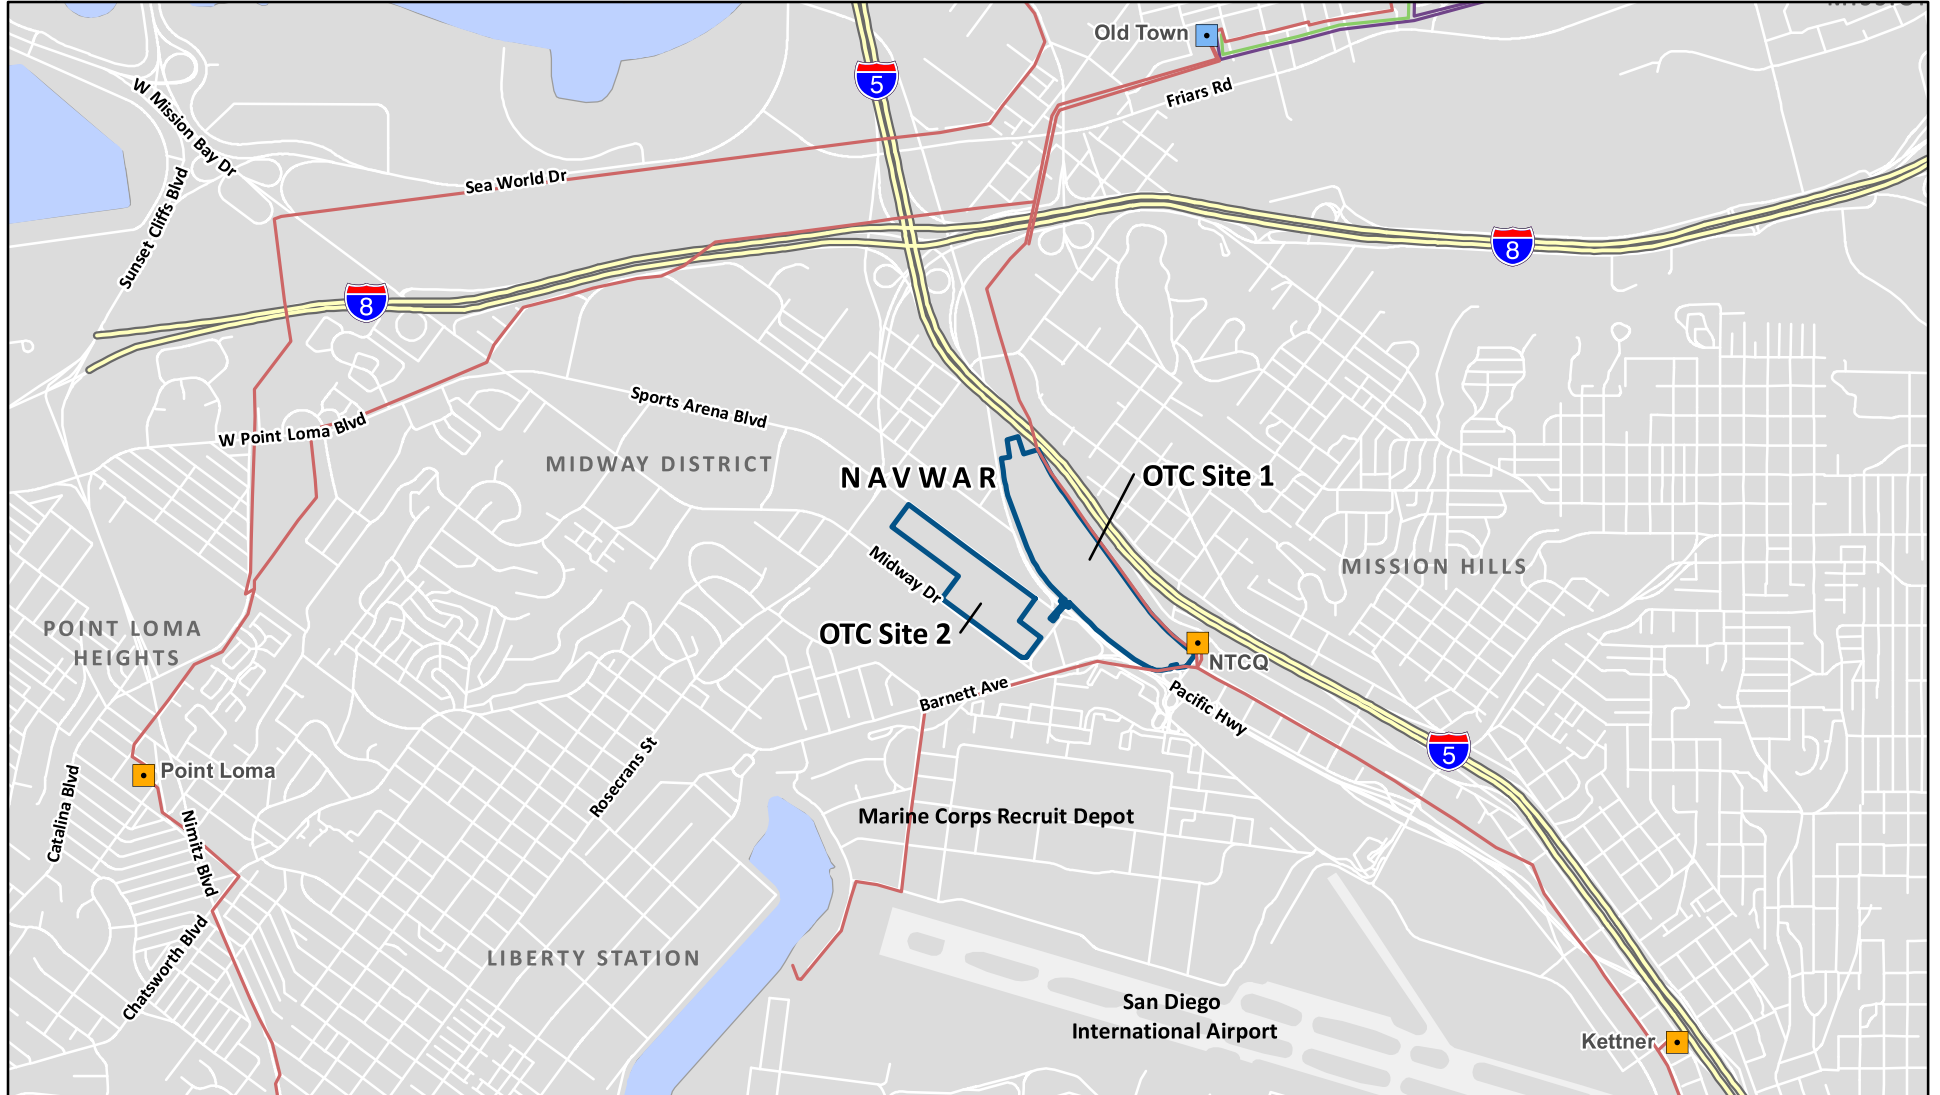 Old Town
5
W Mission Bay Dr
Friars Rd
Sea World Dr
Sunset Cliffs Blvd
8
8
Sports Arena Blvd
W Point Loma Blvd
MIDWAY DISTRICT
NAVWAR
OTC Site 1
Midway Dr
MISSION HILLS
OTC Site 2
POINT LOMA
HEIGHTS
NTCQ
Barnett Ave
Pacific Hwy
5
Rosecrans St
Point Loma
Catalina Blvd
Nimitz Blvd
Marine Corps Recruit Depot
Chatsworth Blvd
LIBERTY STATION
San Diego
International Airport
Kettner